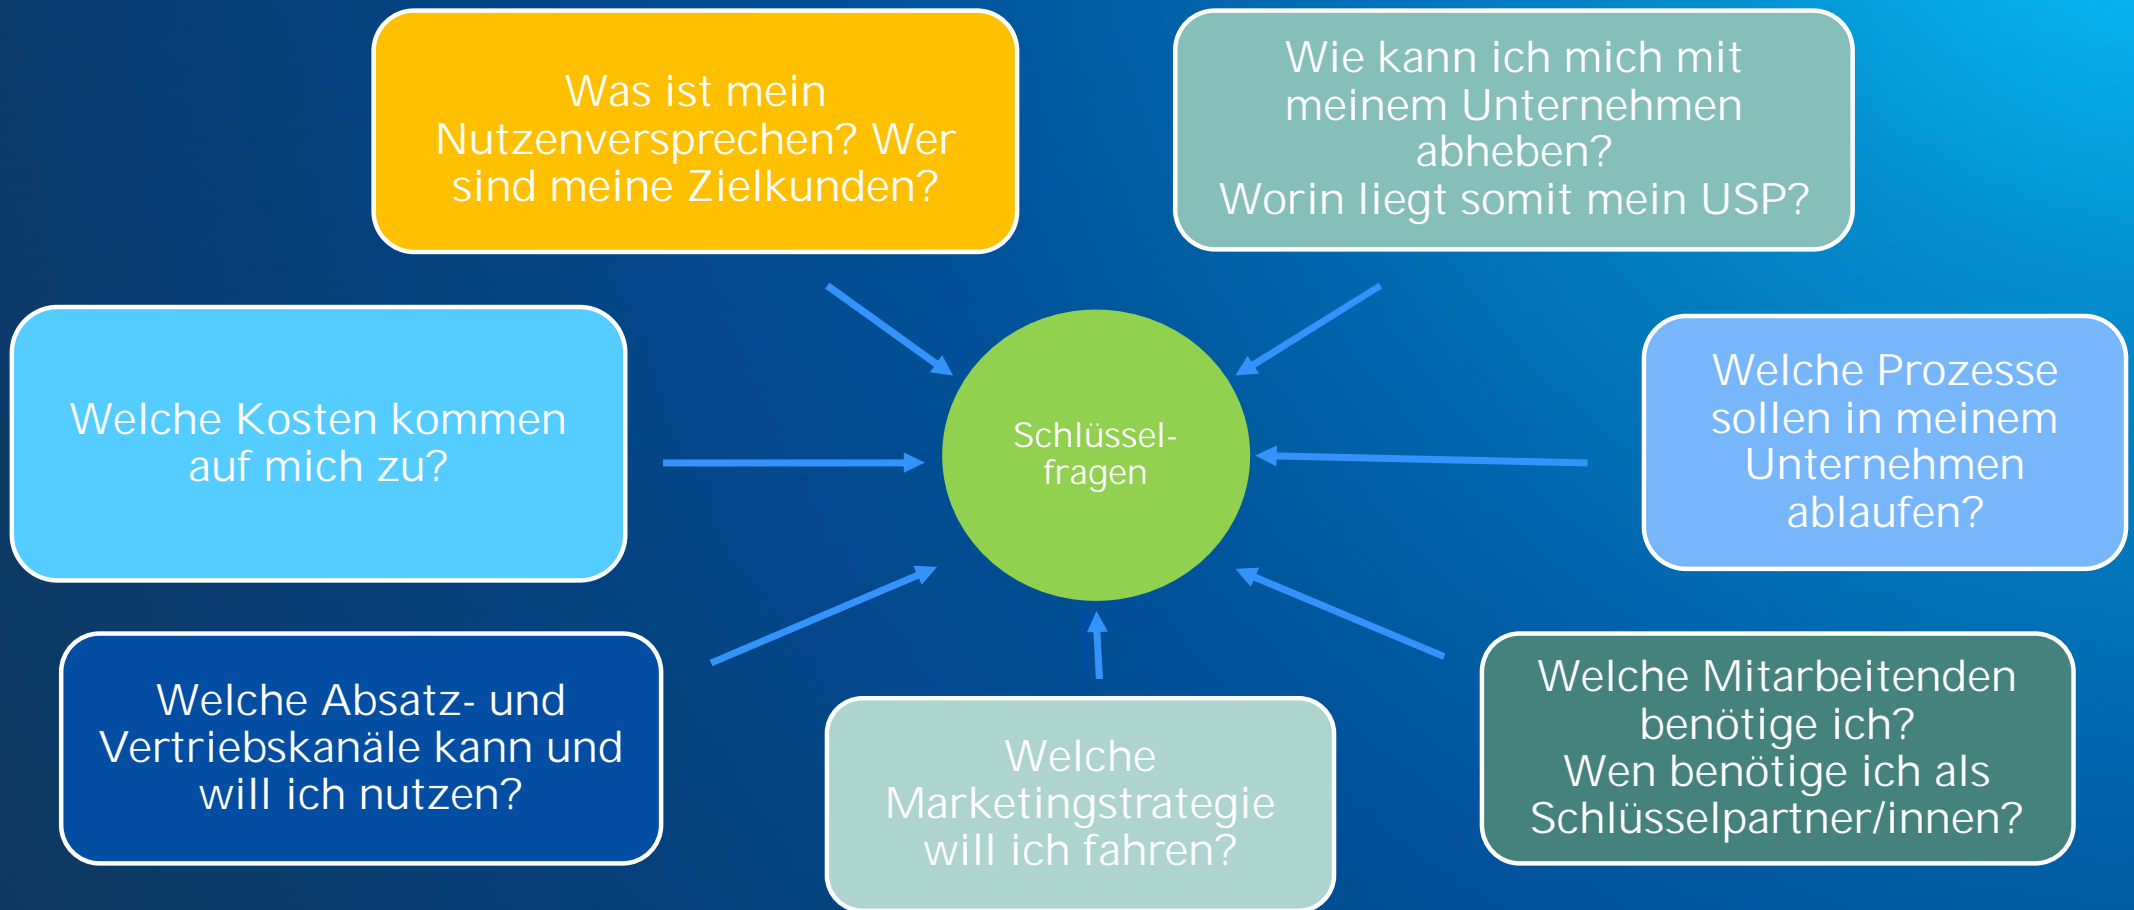 Was ist mein
Nutzenversprechen? Wer
sind meine Zielkunden?
Wie kann ich mich mit
meinem Unternehmen
abheben?
Worin liegt somit mein USP?
Welche Kosten kommen
auf mich zu?
Schlüssel-
fragen
Welche Prozesse
sollen in meinem
Unternehmen
ablaufen?
Welche Absatz- und
Vertriebskanäle kann und
will ich nutzen?
Welche
Marketingstrategie
will ich fahren?
Welche Mitarbeitenden
benötige ich?
Wen benötige ich als
Schlüsselpartner/innen?